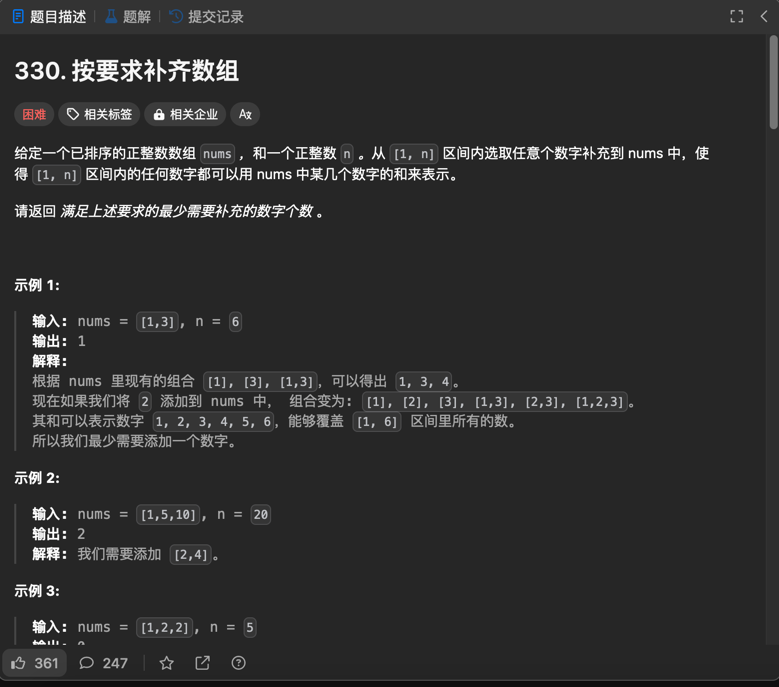 题目描述 题解 提交记录
330. 按要求补齐数组
困难 相关标签 相关企业
给定一个已排序的正整数数组 nums ，和一个正整数 n 。从 [1, n] 区间内选取任意个数字补充到 nums 中，使
得 [1, n] 区间内的任何数字都可以用 nums 中某几个数字的和来表示。
请返回 满足上述要求的最少需要补充的数字个数 。
示例 1:
输入: nums = [1,3], n = 6
输出: 1
解释:
根据 nums 里现有的组合 [1], [3], [1,3]，可以得出 1, 3, 4。
现在如果我们将 2 添加到 nums 中， 组合变为: [1], [2], [3], [1,3], [2,3], [1,2,3]。
其和可以表示数字 1, 2, 3, 4, 5, 6，能够覆盖 [1, 6] 区间里所有的数。
所以我们最少需要添加一个数字。
示例 2:
输入: nums = [1,5,10], n = 20
输出: 2
解释: 我们需要添加 [2,4]。
示例 3:
输入: nums = [1,2,2], n = 5
361 247